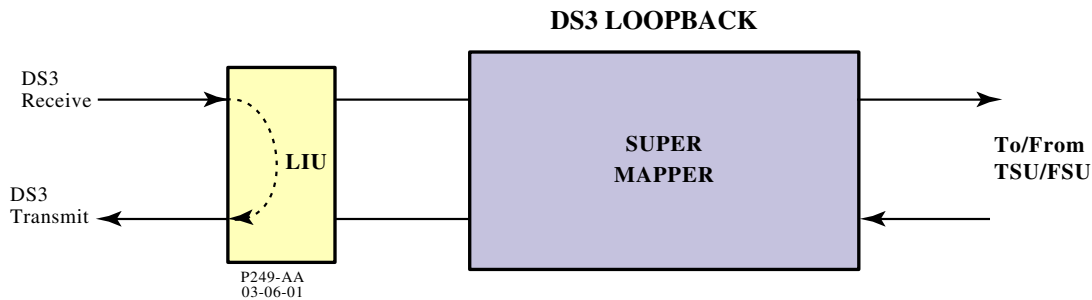 DS3 LOOPBACK
DS3
Receive
LIU
SUPER
MAPPER
To/From
TSU/FSU
DS3
Transmit
P249-AA
03-06-01